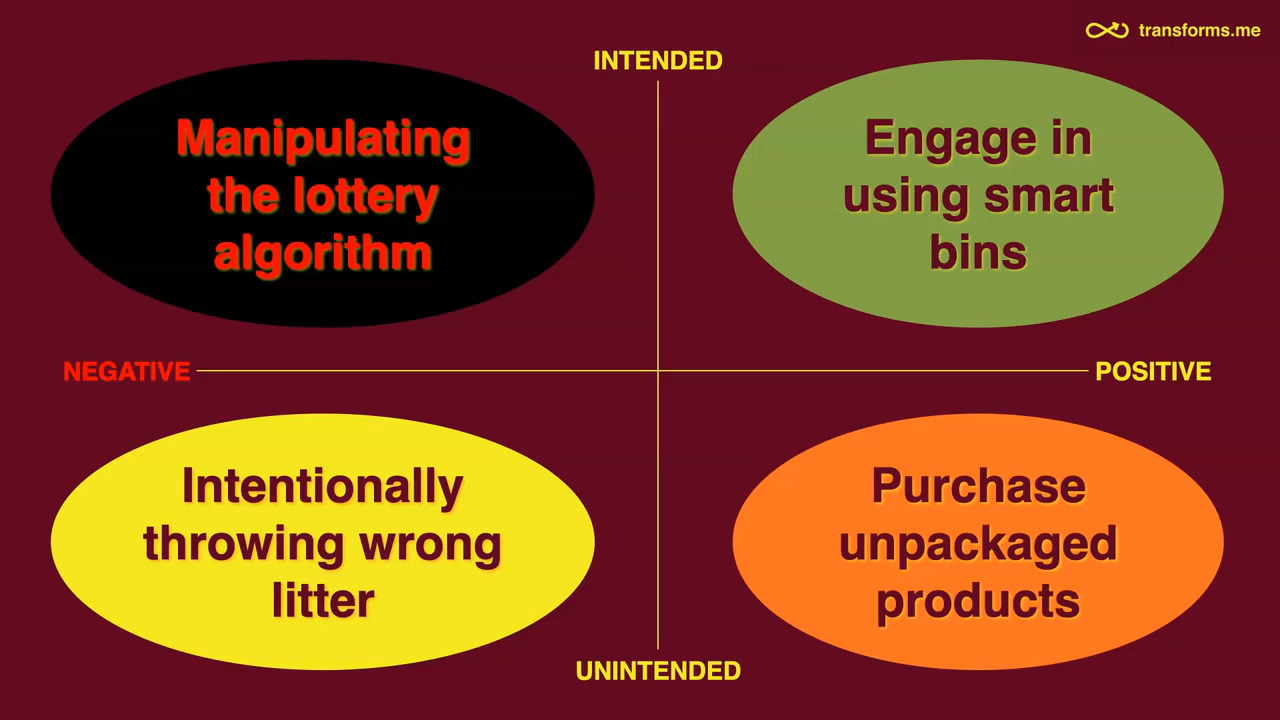 transforms.me
INTENDED
Manipulating
the lottery
algorithm
Engage in
using smart
bins
NEGATIVE
POSITIVE
Intentionally
throwing wrong
litter
Purchase
unpackaged
products
UNINTENDED